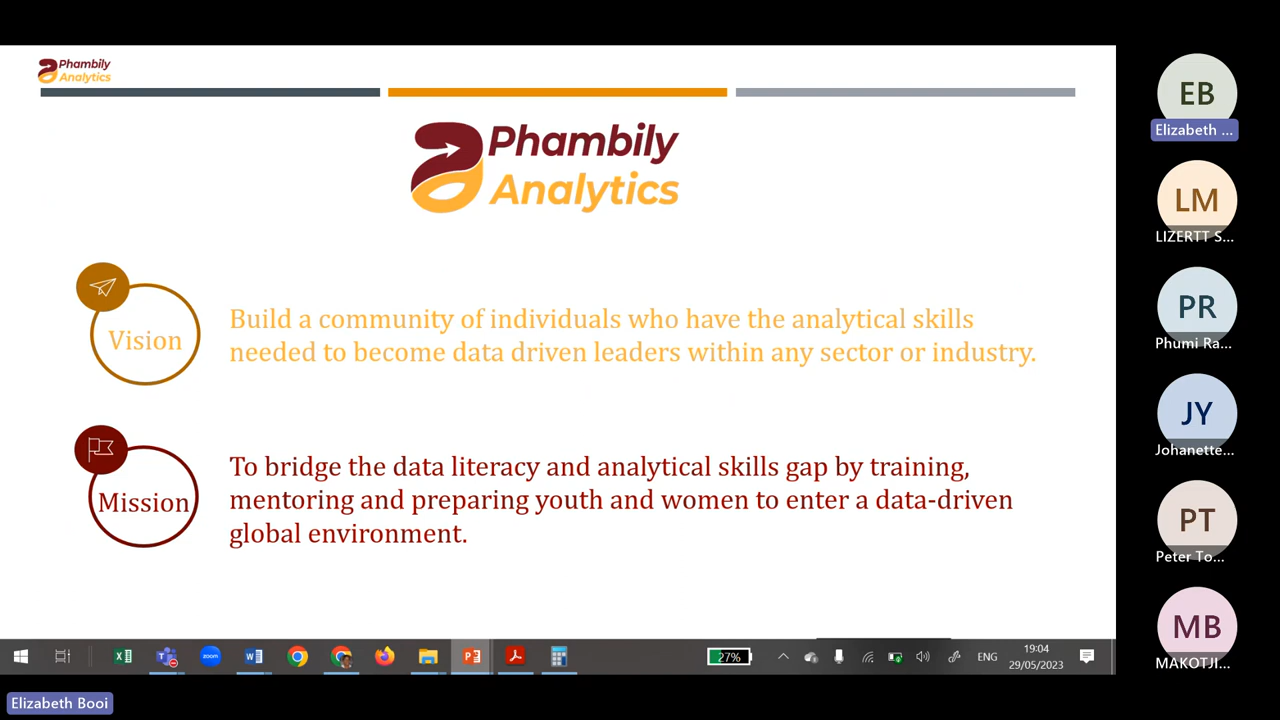 Phambily
Analytics
Phambily
Analytics
Vision
Build a community of individuals who have the analytical skills
needed to become data driven leaders within any sector or industry.
Mission
To bridge the data literacy and analytical skills gap by training,
mentoring and preparing youth and women to enter a data-driven
global environment.
EB
Elizabeth ...
LM
LIZERTT S...
PR
Phumi Ra...
JY
Johanette...
PT
Peter To...
MB
MAKOTJI...
zoom
27%
ENG
19:04
29/05/2023
Elizabeth Booi